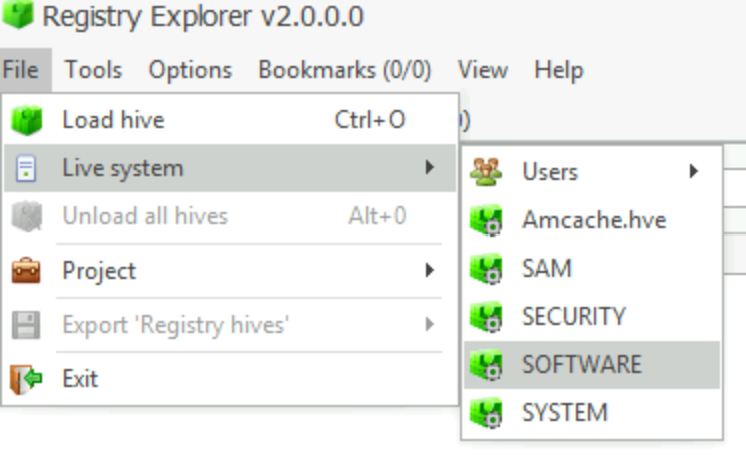 Registry Explorer v2.0.0.0
File Tools Options Bookmarks (0/0) View Help
Load hive Ctrl+O
Live system
Unload all hives Alt+0
Project
Export 'Registry hives'
Exit
Users
Amcache.hve
SAM
SECURITY
SOFTWARE
SYSTEM